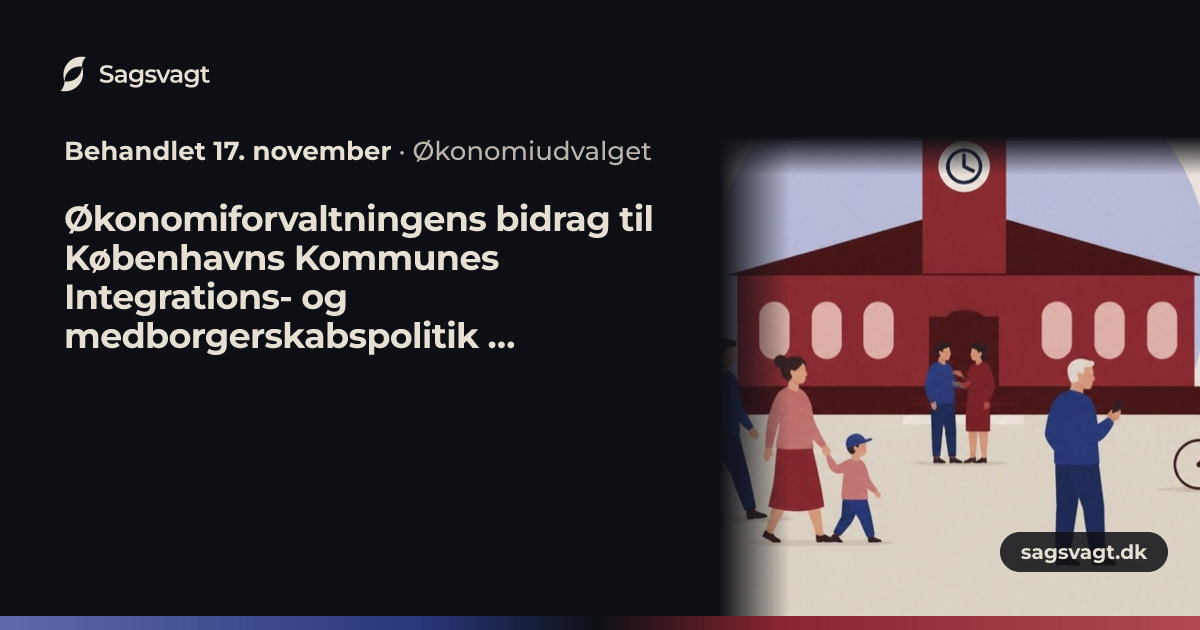 Sagsvagt
Behandlet 17. november · Økonomiudvalget
Økonomiforvaltningens bidrag til
Københavns Kommunes
Integrations- og
medborgerskabspolitik ...
sagsvagt.dk